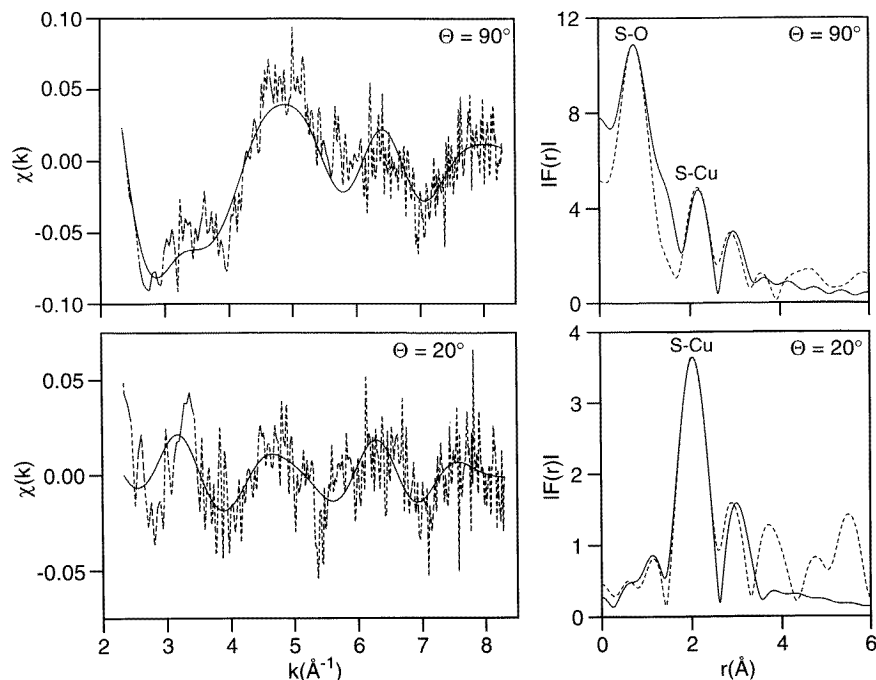 0.10
0.05
0.00
-0.05
-0.10
χ(k)
Θ = 90°
12
8
4
0
|F(r)|
S-O
S-Cu
Θ = 90°
0.05
0.00
-0.05
χ(k)
Θ = 20°
2 3 4 5 6 7 8
k(Å⁻¹)
4
3
2
1
0
|F(r)|
S-Cu
Θ = 20°
0 2 4 6
r(Å)